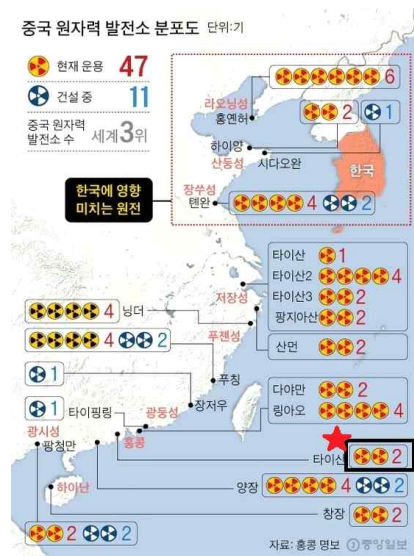 중국 원자력 발전소 분포도 단위:기
현재 운용 47
건설 중 11
중국 원자력
발전소 수 세계3위
6
라오닝성
홍옌허
2
1
하이양
산둥성
시다오완
한국
한국에 영향
미치는 원전
장쑤성
톈완
4 2
타이산 1
타이산2 4
타이산3 2
팡지아산 2
저장성
산먼 2
4 닝더
푸젠성
4 2
푸칭
1
장저우
다야만 2
링아오 4
1
타이핑링
광둥성
홍콩
광시성
팡청만
타이산 2
양장 4 2
하이난
창장 2
2 2
자료: 홍콩 명보 중앙일보